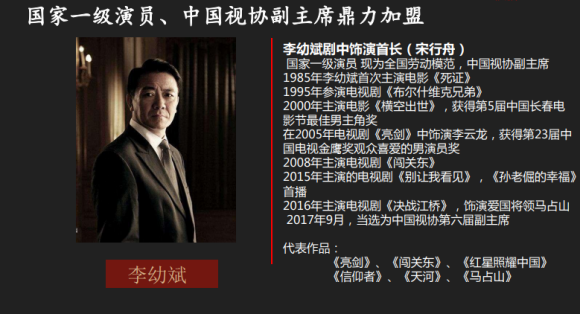 国家一级演员、中国视协副主席鼎力加盟
李幼斌剧中饰演首长（宋行舟）
国家一级演员 现为全国劳动模范，中国视协副主席
1985年李幼斌首次主演电影《死证》
1995年参演电视剧《布尔什维克兄弟》
2000年主演电影《横空出世》，获得第5届中国长春电
影节最佳男主角奖
在2005年电视剧《亮剑》中饰演李云龙，获得第23届中
国电视金鹰奖观众喜爱的男演员奖
2008年主演电视剧《闯关东》
2015年主演的电视剧《别让我看见》，《孙老倔的幸福》
首播
2016年主演电视剧《决战江桥》，饰演爱国将领马占山
2017年9月，当选为中国视协第六届副主席
代表作品：
《亮剑》、《闯关东》、《红星照耀中国》
《信仰者》、《天河》、《马占山》
李幼斌